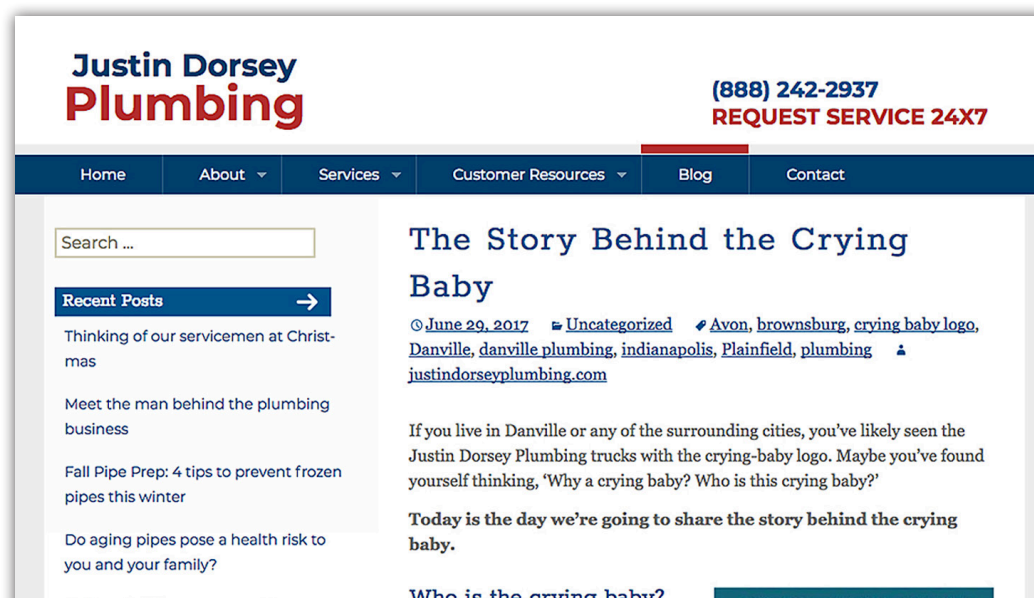 Justin Dorsey
Plumbing
(888) 242-2937
REQUEST SERVICE 24X7
Home About Services Customer Resources Blog Contact
Search ...
Recent Posts
Thinking of our servicemen at Christ-
mas
Meet the man behind the plumbing
business
Fall Pipe Prep: 4 tips to prevent frozen
pipes this winter
Do aging pipes pose a health risk to
you and your family?
The Story Behind the Crying
Baby
June 29, 2017 Uncategorized Avon, brownsburg, crying baby logo,
Danville, danville plumbing, indianapolis, Plainfield, plumbing
justindorseyplumbing.com
If you live in Danville or any of the surrounding cities, you’ve likely seen the
Justin Dorsey Plumbing trucks with the crying-baby logo. Maybe you’ve found
yourself thinking, ‘Why a crying baby? Who is this crying baby?’
Today is the day we’re going to share the story behind the crying
baby.
Who is the crying baby?